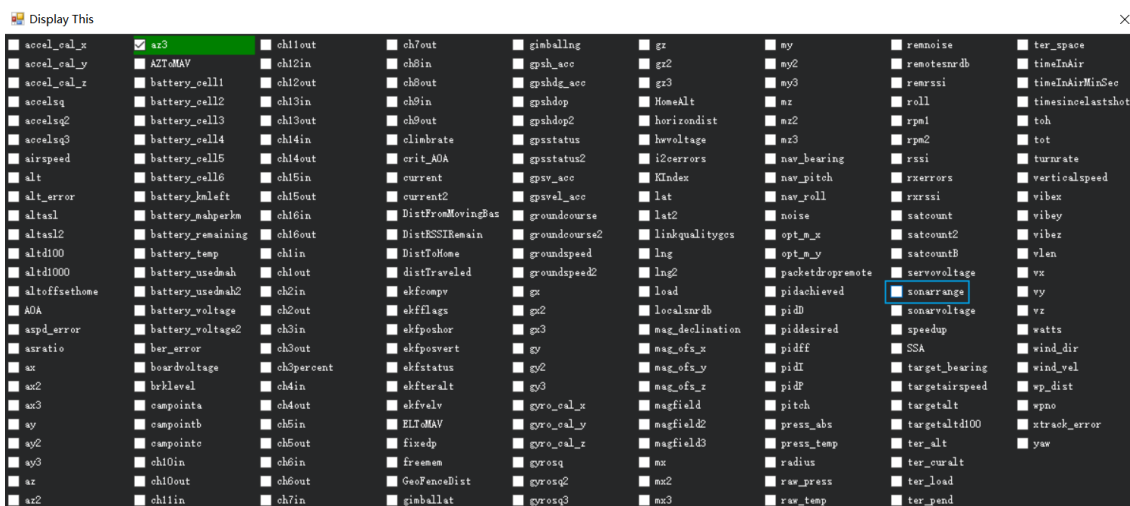 Display This
accel_cal_x az3 ch11out ch7out gimballng gz my remnoise ter_space
accel_cal_y AZToMAV ch12in ch8in gpsh_acc gz2 my2 remotesnrdb timeInAir
accel_cal_z battery_cell1 ch12out ch8out gpshdg_acc gz3 my3 remrssi timeInAirMinSec
accelsq battery_cell2 ch13in ch9in gpshdop HomeAlt mz roll timesincelastshot
accelsq2 battery_cell3 ch13out ch9out gpshdop2 horizondist mz2 rpm1 toh
accelsq3 battery_cell4 ch14in climbrate gpsstatus hwvoltage mz3 rpm2 tot
airspeed battery_cell5 ch14out crit_AOA gpsstatus2 i2cerrors nav_bearing rssi turnrate
alt battery_cell6 ch15in current gpsv_acc KIndex nav_pitch rxerrors verticalspeed
alt_error battery_kmleft ch15out current2 gpsvel_acc lat nav_roll rxrssi vibex
altasl battery_mahperkm ch16in DistFromMovingBas groundcourse lat2 noise satcount vibey
altasl2 battery_remaining ch16out DistRSSIRemain groundcourse2 linkqualitygcs opt_m_x satcount2 vibez
altd100 battery_temp ch1in DistToHome groundspeed lng opt_m_y satcountB vlen
altd1000 battery_usedmah ch1out distTraveled groundspeed2 lng2 packetdropremote servovoltage vx
altoffsethome battery_usedmah2 ch2in ekfcompv gx load pidachieved sonarrange vy
AOA battery_voltage ch2out ekfflags gx2 localsnrdb pidD sonarvoltage vz
aspd_error battery_voltage2 ch3in ekfposhor gx3 mag_declination piddesired speedup watts
asratio ber_error ch3out ekfposvert gy mag_ofs_x pidff SSA wind_dir
ax boardvoltage ch3percent ekfstatus gy2 mag_ofs_y pidI target_bearing wind_vel
ax2 brklevel ch4in ekfteralt gy3 mag_ofs_z pidP targetairspeed wp_dist
ax3 campointa ch4out ekfvelv gyro_cal_x magfield pitch targetalt wpno
ay campointb ch5in ELToMAV gyro_cal_y magfield2 press_abs targetaltd100 xtrack_error
ay2 campointc ch5out fixedp gyro_cal_z magfield3 press_temp ter_alt yaw
ay3 ch10in ch6in freemem gyrosq mx radius ter_curalt
az ch10out ch6out GeoFenceDist gyrosq2 mx2 raw_press ter_load
az2 ch11in ch7in gimballat gyrosq3 mx3 raw_temp ter_pend